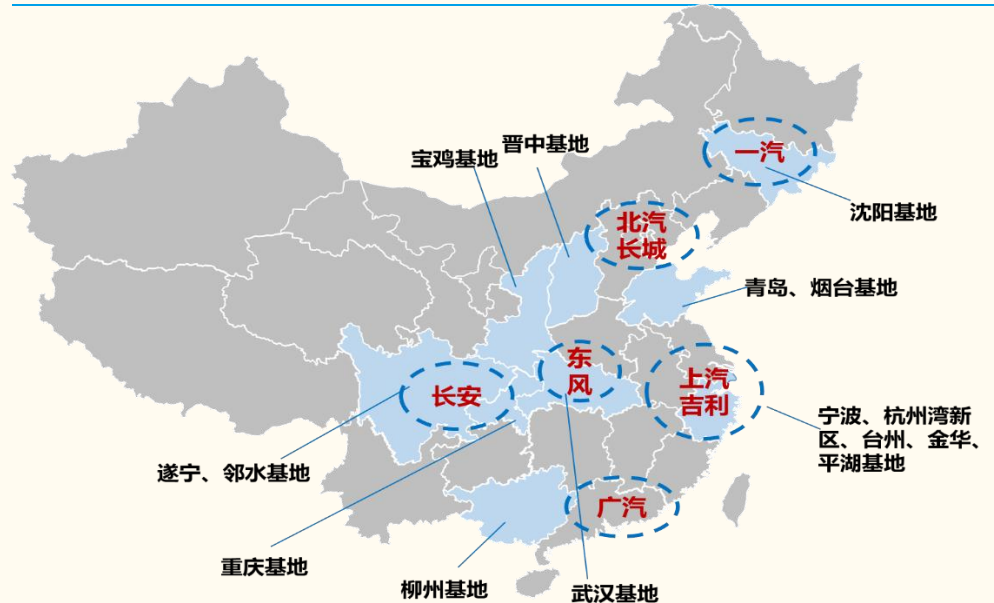 晋中基地
宝鸡基地
一汽
沈阳基地
北汽
长城
青岛、烟台基地
东
风
长安
上汽
吉利
宁波、杭州湾新
区、台州、金华、
平湖基地
遂宁、邻水基地
广汽
重庆基地
柳州基地
武汉基地